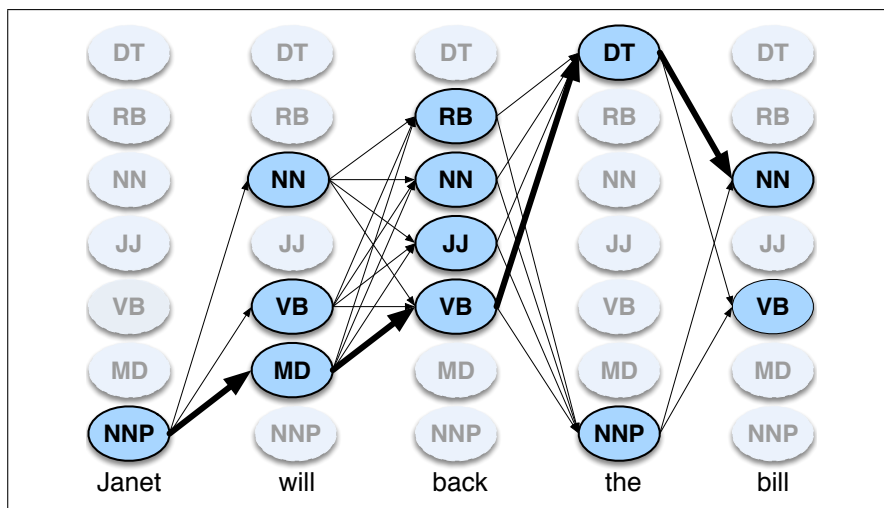 DT DT DT DT DT
RB RB RB RB RB
NN NN NN NN NN
JJ JJ JJ JJ JJ
VB VB VB VB VB
MD MD MD MD MD
NNP NNP NNP NNP NNP
Janet will back the bill